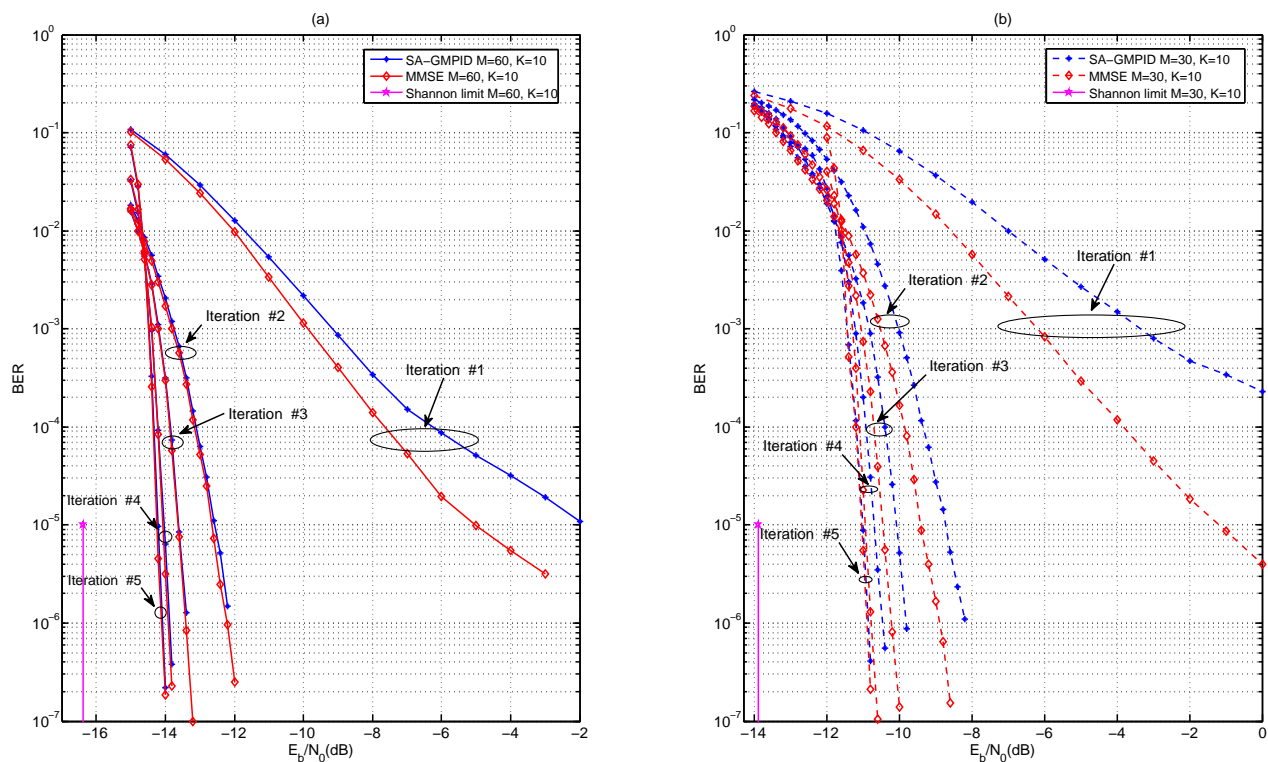 (a)
10^0
10^-1
10^-2
10^-3
10^-4
10^-5
10^-6
10^-7
BER
SA−GMPID M=60, K=10
MMSE M=60, K=10
Shannon limit M=60, K=10
Iteration #2
Iteration #1
Iteration #3
Iteration #4
Iteration #5
−16 −14 −12 −10 −8 −6 −4 −2
E_b/N_0(dB)
(b)
10^0
10^-1
10^-2
10^-3
10^-4
10^-5
10^-6
10^-7
BER
SA−GMPID M=30, K=10
MMSE M=30, K=10
Shannon limit M=30, K=10
Iteration #1
Iteration #2
Iteration #3
Iteration #4
Iteration #5
−14 −12 −10 −8 −6 −4 −2 0
E_b/N_0(dB)